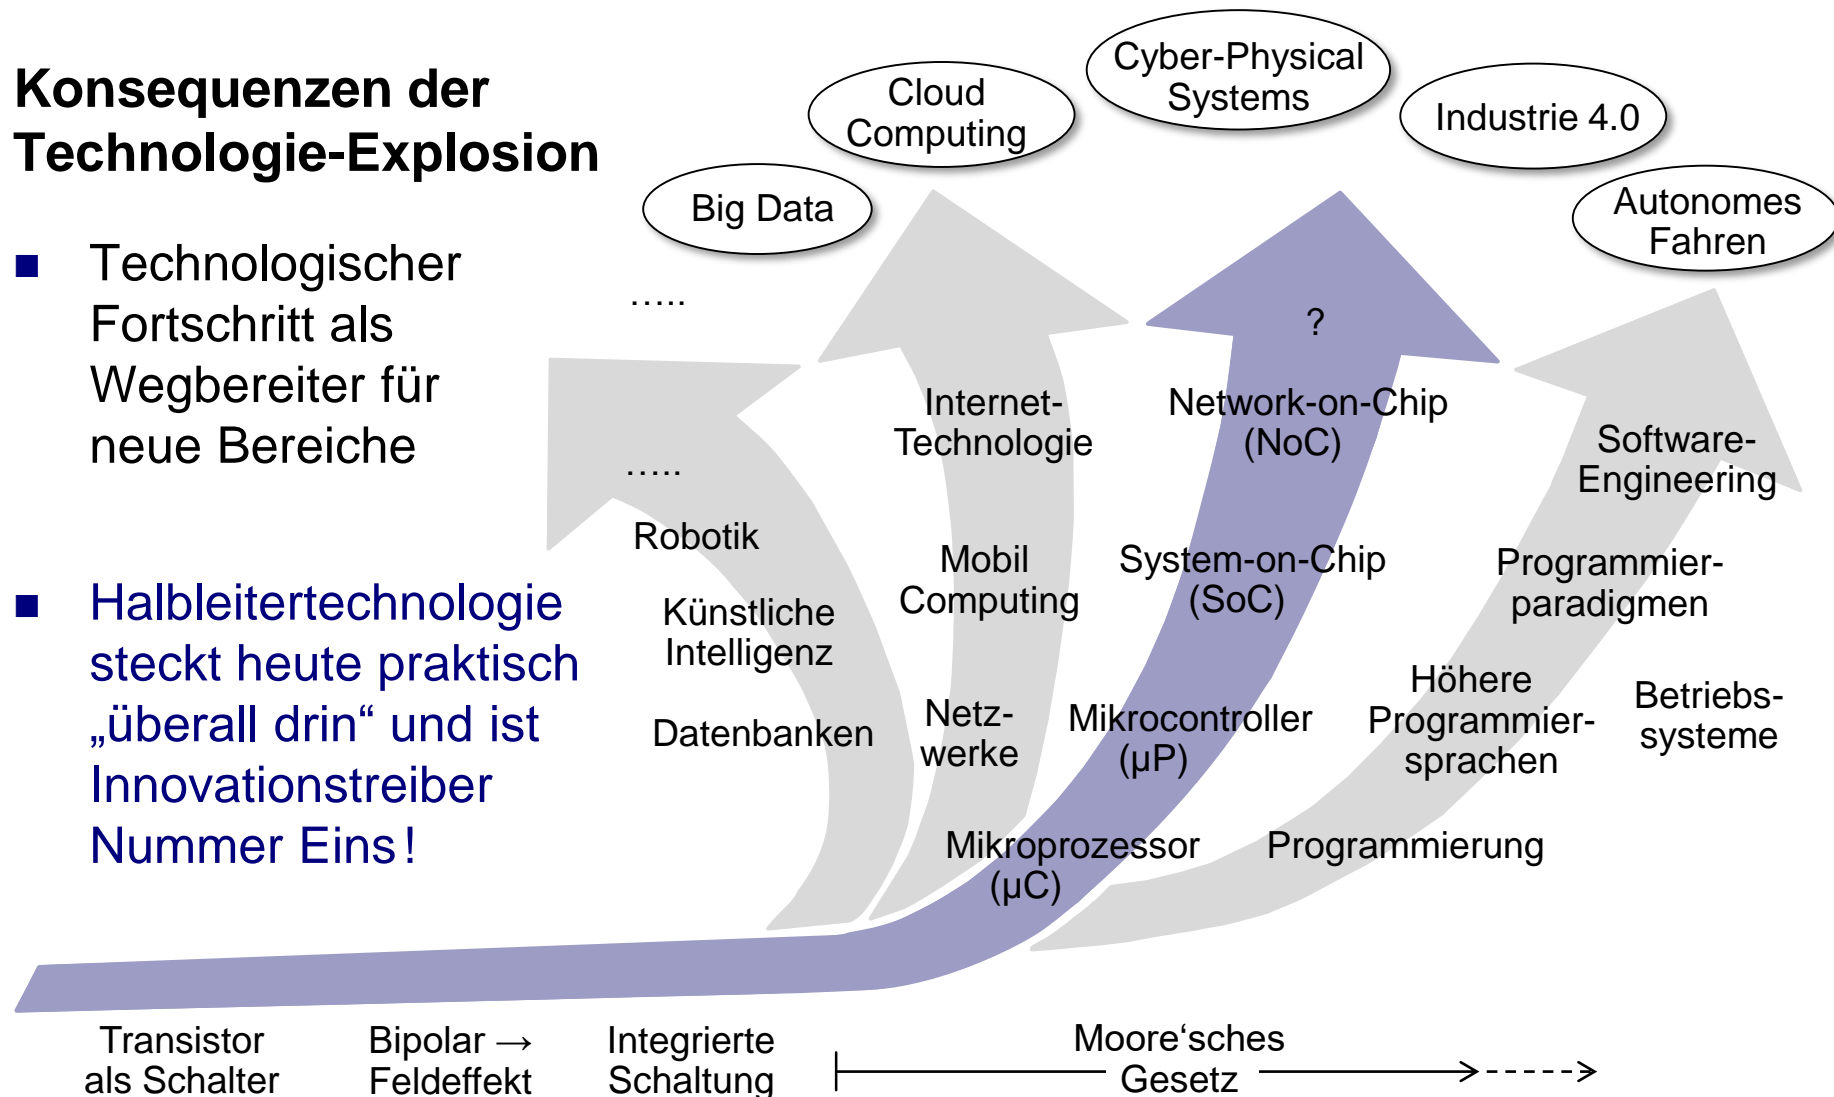 Konsequenzen der
Technologie-Explosion
■ Technologischer
Fortschritt als
Wegbereiter für
neue Bereiche
■ Halbleitertechnologie
steckt heute praktisch
„überall drin“ und ist
Innovationstreiber
Nummer Eins !
Big Data
Cloud
Computing
Cyber-Physical
Systems
Industrie 4.0
Autonomes
Fahren
…..
…..
Robotik
Künstliche
Intelligenz
Datenbanken
Internet-
Technologie
Mobil
Computing
Netz-
werke
?
Network-on-Chip
(NoC)
System-on-Chip
(SoC)
Mikrocontroller
(µP)
Mikroprozessor
(µC)
Software-
Engineering
Programmier-
paradigmen
Höhere
Programmier-
sprachen
Betriebs-
systeme
Programmierung
Transistor
als Schalter
Bipolar →
Feldeffekt
Integrierte
Schaltung
Moore‘sches
Gesetz